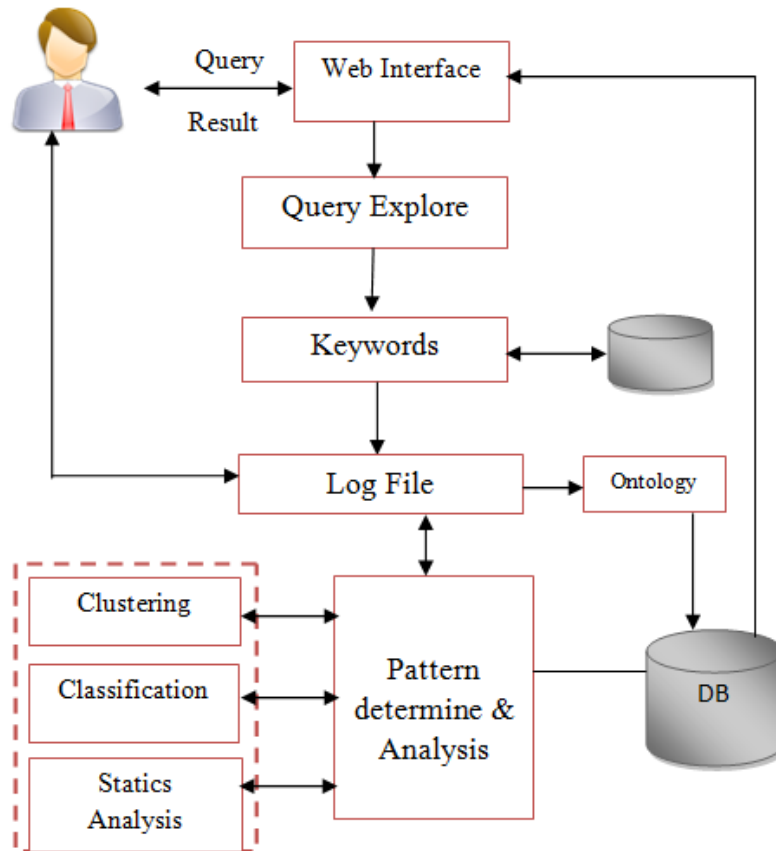 Query
Result
Web Interface
Query Explore
Keywords
Log File
Ontology
Clustering
Classification
Statics
Analysis
Pattern
determine &
Analysis
DB